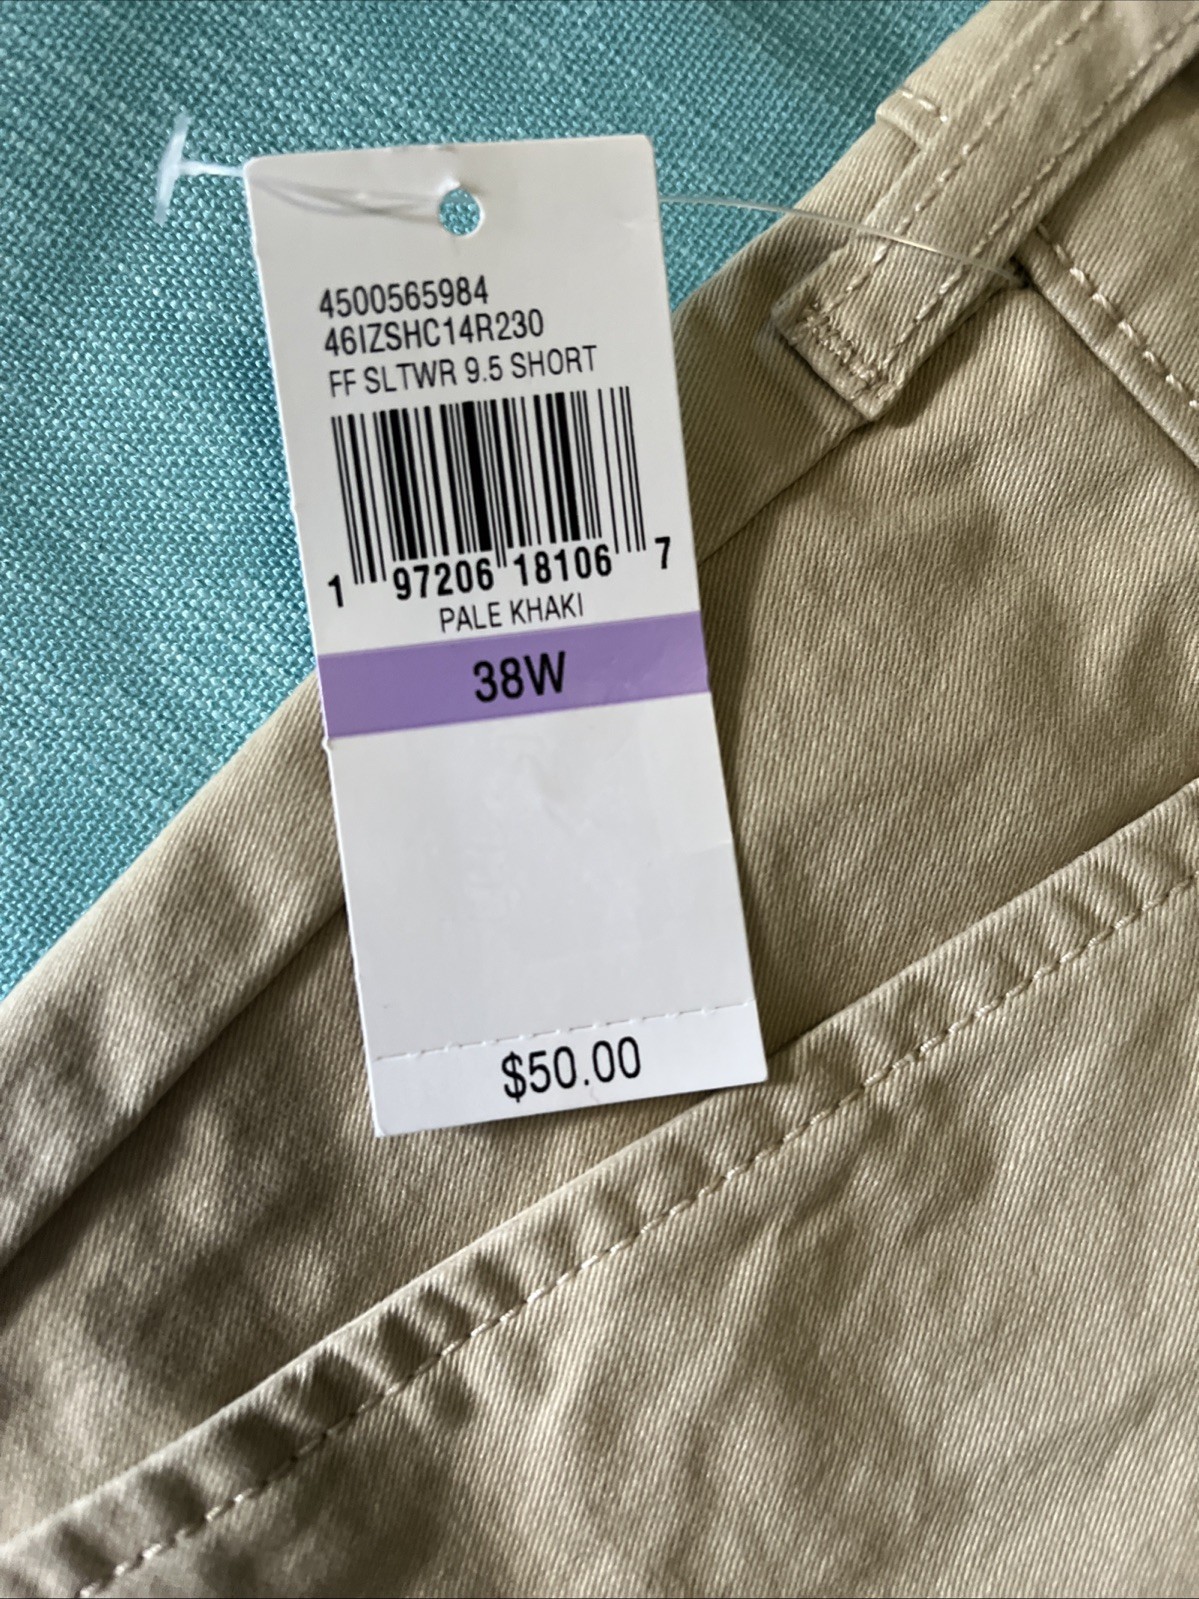 4500565984
46IZSHC14R230
FF SLTWR 9.5 SHORT
1 97206 18106 7
PALE KHAKI
38W
$50.00